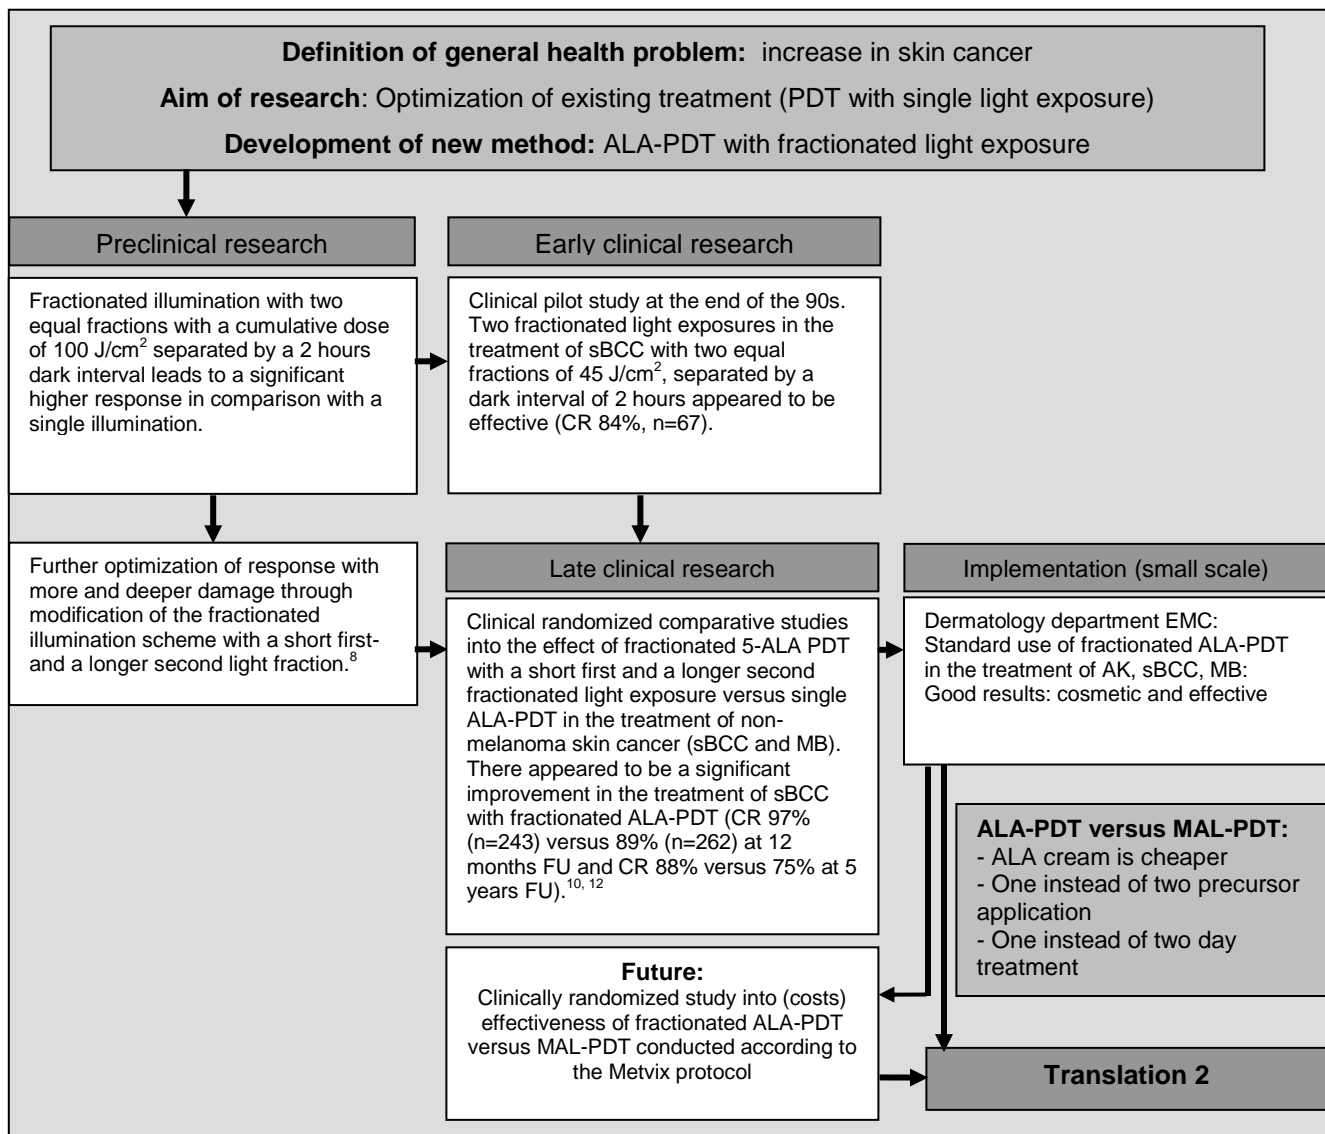 Definition of general health problem: increase in skin cancer
Aim of research: Optimization of existing treatment (PDT with single light exposure)
Development of new method: ALA-PDT with fractionated light exposure
Preclinical research
Fractionated illumination with two
equal fractions with a cumulative dose
of 100 J/cm² separated by a 2 hours
dark interval leads to a significant
higher response in comparison with a
single illumination.
Early clinical research
Clinical pilot study at the end of the 90s.
Two fractionated light exposures in the
treatment of sBCC with two equal
fractions of 45 J/cm², separated by a
dark interval of 2 hours appeared to be
effective (CR 84%, n=67).
Further optimization of response with
more and deeper damage through
modification of the fractionated
illumination scheme with a short first-
and a longer second light fraction.⁸
Late clinical research
Clinical randomized comparative studies
into the effect of fractionated 5-ALA PDT
with a short first and a longer second
fractionated light exposure versus single
ALA-PDT in the treatment of non-
melanoma skin cancer (sBCC and MB).
There appeared to be a significant
improvement in the treatment of sBCC
with fractionated ALA-PDT (CR 97%
(n=243) versus 89% (n=262) at 12
months FU and CR 88% versus 75% at 5
years FU).¹⁰, ¹²
Implementation (small scale)
Dermatology department EMC:
Standard use of fractionated ALA-PDT
in the treatment of AK, sBCC, MB:
Good results: cosmetic and effective
ALA-PDT versus MAL-PDT:
- ALA cream is cheaper
- One instead of two precursor
application
- One instead of two day
treatment
Future:
Clinically randomized study into (costs)
effectiveness of fractionated ALA-PDT
versus MAL-PDT conducted according to
the Metvix protocol
Translation 2